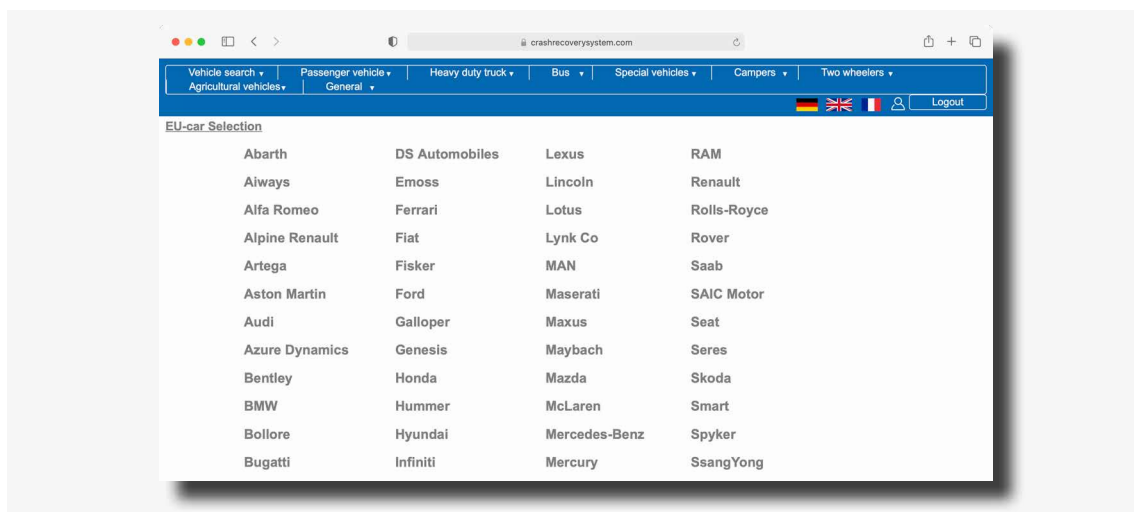 crashrecoverysystem.com
Vehicle search Passenger vehicle Heavy duty truck Bus Special vehicles Campers Two wheelers
Agricultural vehicles General
Logout
EU-car Selection
Abarth DS Automobiles Lexus RAM
Aiways Emoss Lincoln Renault
Alfa Romeo Ferrari Lotus Rolls-Royce
Alpine Renault Fiat Lynk Co Rover
Artega Fisker MAN Saab
Aston Martin Ford Maserati SAIC Motor
Audi Galloper Maxus Seat
Azure Dynamics Genesis Maybach Seres
Bentley Honda Mazda Skoda
BMW Hummer McLaren Smart
Bollore Hyundai Mercedes-Benz Spyker
Bugatti Infiniti Mercury SsangYong